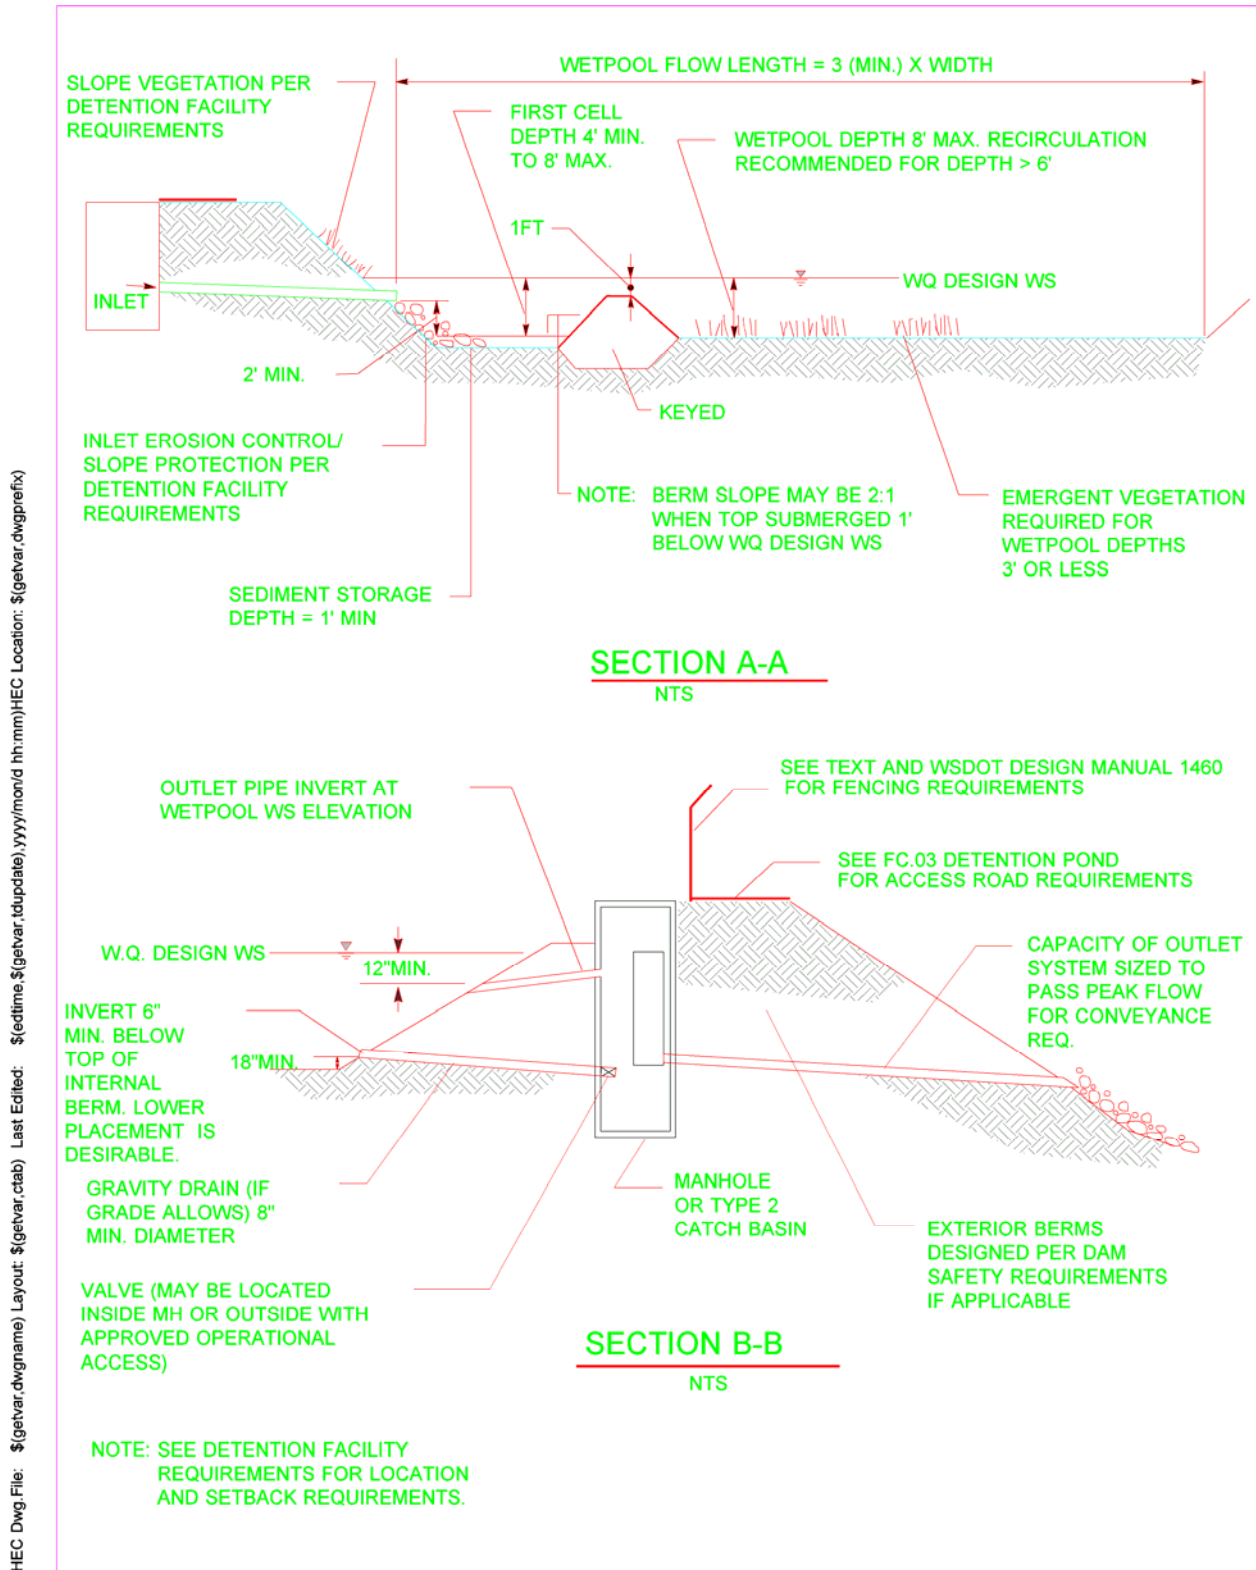 WETPOOL FLOW LENGTH = 3 (MIN.) X WIDTH
SLOPE VEGETATION PER
DETENTION FACILITY
REQUIREMENTS
FIRST CELL
DEPTH 4' MIN.
TO 8' MAX.
WETPOOL DEPTH 8' MAX. RECIRCULATION
RECOMMENDED FOR DEPTH > 6'
1FT
WQ DESIGN WS
INLET
2' MIN.
KEYED
INLET EROSION CONTROL/
SLOPE PROTECTION PER
DETENTION FACILITY
REQUIREMENTS
NOTE: BERM SLOPE MAY BE 2:1
WHEN TOP SUBMERGED 1'
BELOW WQ DESIGN WS
EMERGENT VEGETATION
REQUIRED FOR
WETPOOL DEPTHS
3' OR LESS
SEDIMENT STORAGE
DEPTH = 1' MIN
SECTION A-A
NTS
OUTLET PIPE INVERT AT
WETPOOL WS ELEVATION
SEE TEXT AND WSDOT DESIGN MANUAL 1460
FOR FENCING REQUIREMENTS
SEE FC.03 DETENTION POND
FOR ACCESS ROAD REQUIREMENTS
W.Q. DESIGN WS
12"MIN.
CAPACITY OF OUTLET
SYSTEM SIZED TO
PASS PEAK FLOW
FOR CONVEYANCE
REQ.
INVERT 6"
MIN. BELOW
TOP OF
INTERNAL
BERM. LOWER
PLACEMENT IS
DESIRABLE.
18"MIN.
GRAVITY DRAIN (IF
GRADE ALLOWS) 8"
MIN. DIAMETER
MANHOLE
OR TYPE 2
CATCH BASIN
EXTERIOR BERMS
DESIGNED PER DAM
SAFETY REQUIREMENTS
IF APPLICABLE
VALVE (MAY BE LOCATED
INSIDE MH OR OUTSIDE WITH
APPROVED OPERATIONAL
ACCESS)
SECTION B-B
NTS
NOTE: SEE DETENTION FACILITY
REQUIREMENTS FOR LOCATION
AND SETBACK REQUIREMENTS.
HEC Dwg.File: $(getvar,dwgname) Layout: $(getvar,ctab) Last Edited: $(edtime,$(getvar,tdupdate),yyyy/mon/d hh:mm)HEC Location: $(getvar,dwgprefix)